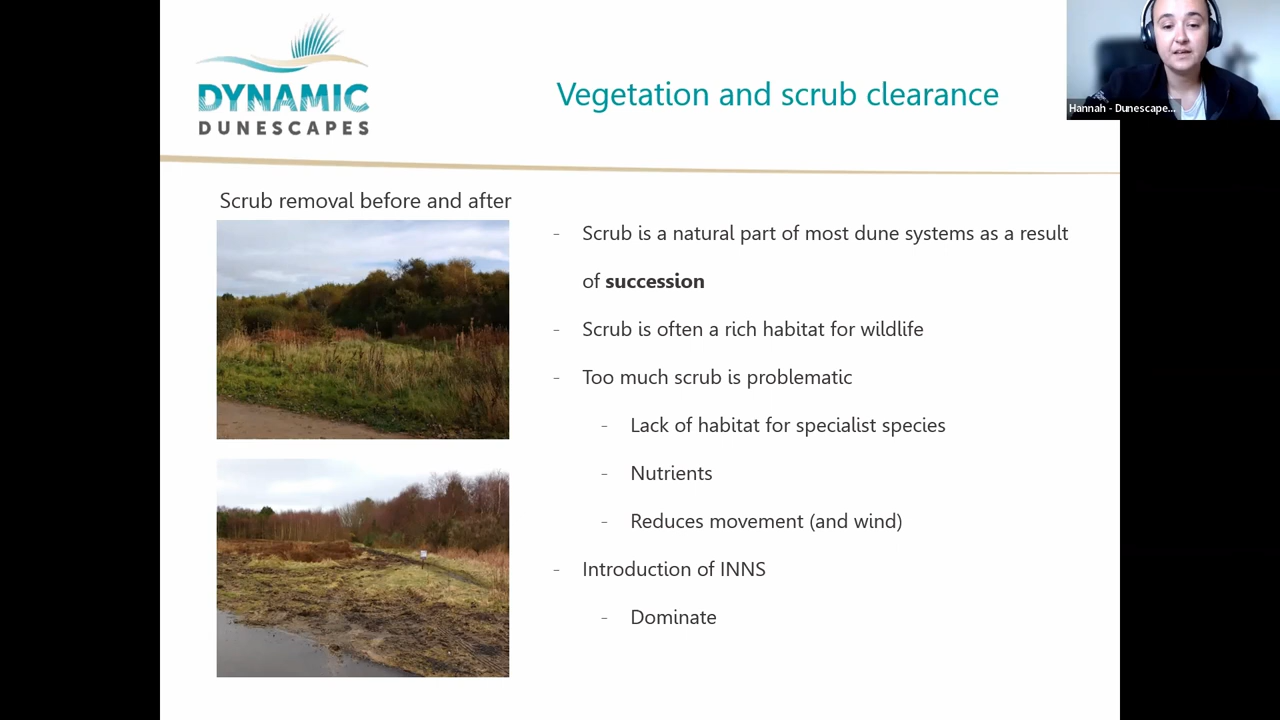 DYNAMIC
DUNESCAPES
Vegetation and scrub clearance
Hannah - Dunescape...
Scrub removal before and after
- Scrub is a natural part of most dune systems as a result
of succession
- Scrub is often a rich habitat for wildlife
- Too much scrub is problematic
- Lack of habitat for specialist species
- Nutrients
- Reduces movement (and wind)
- Introduction of INNS
- Dominate